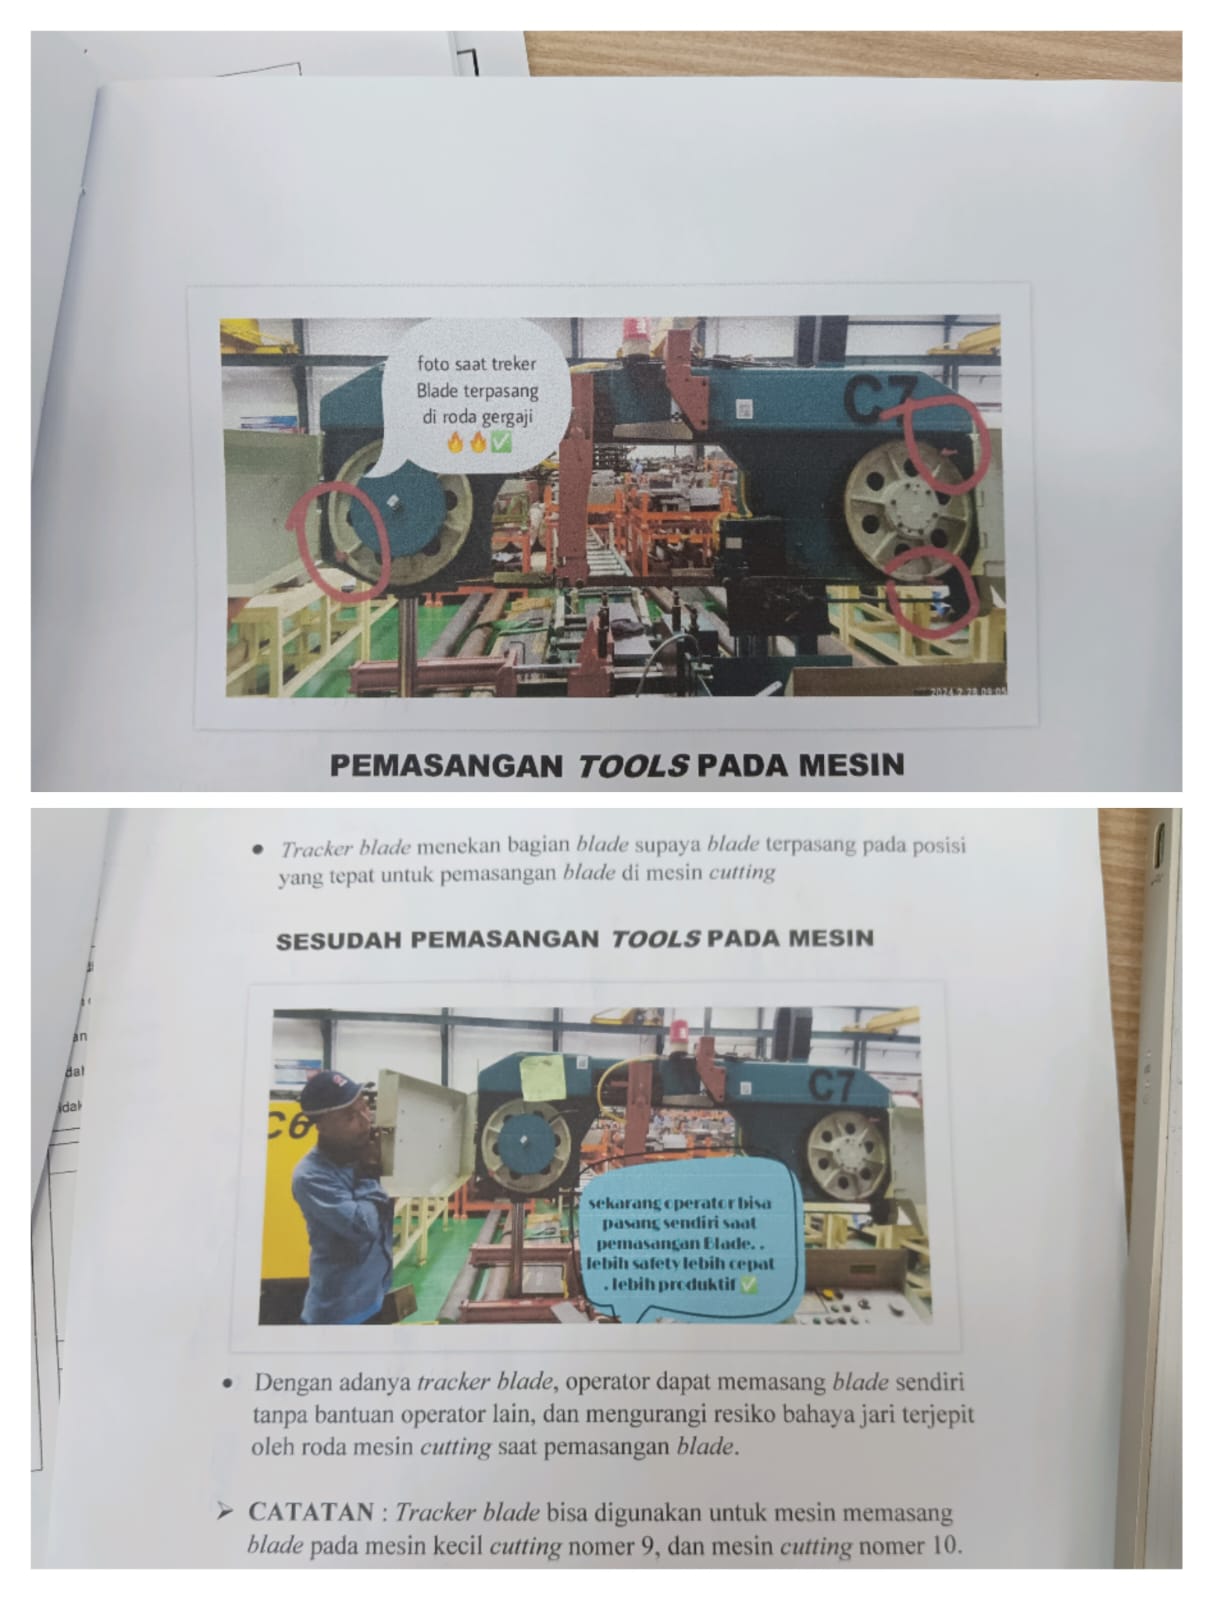 foto saat treker
Blade terpasang
di roda gergaji
🔥🔥✅
C7
2024.2.28 09:05
PEMASANGAN TOOLS PADA MESIN
• Tracker blade menekan bagian blade supaya blade terpasang pada posisi
yang tepat untuk pemasangan blade di mesin cutting
SESUDAH PEMASANGAN TOOLS PADA MESIN
C6
C7
sekarang operator bisa
pasang sendiri saat
pemasangan Blade. .
lebih safety lebih cepat
. lebih produktif ✅
• Dengan adanya tracker blade, operator dapat memasang blade sendiri
tanpa bantuan operator lain, dan mengurangi resiko bahaya jari terjepit
oleh roda mesin cutting saat pemasangan blade.
➢ CATATAN : Tracker blade bisa digunakan untuk mesin memasang
blade pada mesin kecil cutting nomer 9, dan mesin cutting nomer 10.